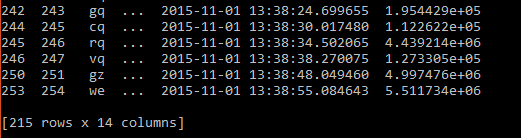 242 243 gq ... 2015-11-01 13:38:24.699655 1.954429e+05
244 245 cq ... 2015-11-01 13:38:30.017480 1.122622e+05
245 246 rq ... 2015-11-01 13:38:34.502065 4.439214e+06
246 247 vq ... 2015-11-01 13:38:38.270075 1.273305e+05
250 251 gz ... 2015-11-01 13:38:48.049460 4.997476e+06
253 254 we ... 2015-11-01 13:38:55.084643 5.511734e+06
[215 rows x 14 columns]